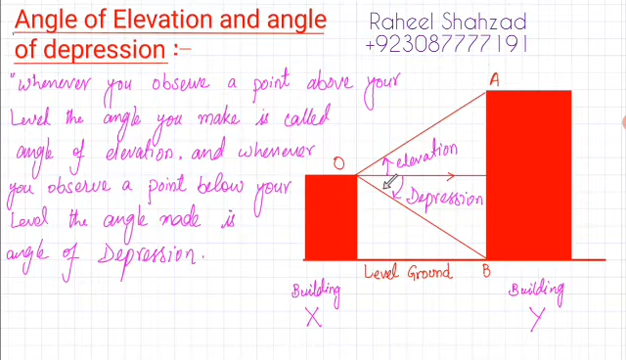 Angle of Elevation and angle
of depression :-
Raheel Shahzad
+923087777191
"Whenever you observe a point above your
Level the angle you make is called
angle of elevation. and whenever
you observe a point below your
Level the angle made is
angle of Depression.
A
O
elevation
Depression
Level Ground
B
Building
X
Building
Y